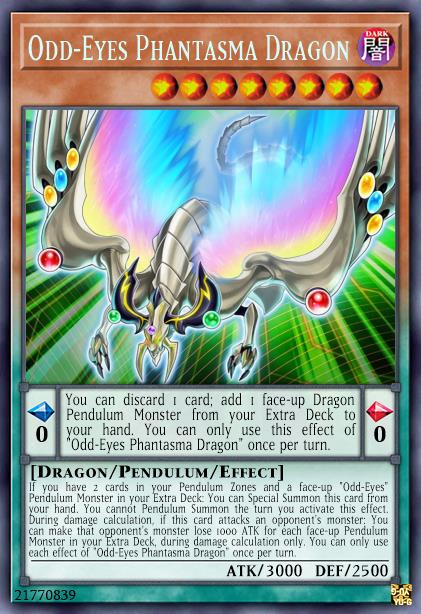 Odd-Eyes Phantasma Dragon
DARK
闇
You can discard 1 card; add 1 face-up Dragon
Pendulum Monster from your Extra Deck to
your hand. You can only use this effect of
"Odd-Eyes Phantasma Dragon" once per turn.
0
0
[Dragon/Pendulum/Effect]
If you have 2 cards in your Pendulum Zones and a face-up "Odd-Eyes"
Pendulum Monster in your Extra Deck: You can Special Summon this card from
your hand. You cannot Pendulum Summon the turn you activate this effect.
During damage calculation, if this card attacks an opponent's monster: You
can make that opponent's monster lose 1000 ATK for each face-up Pendulum
Monster in your Extra Deck, during damage calculation only. You can only use
each effect of "Odd-Eyes Phantasma Dragon" once per turn.
ATK/3000 DEF/2500
21770839